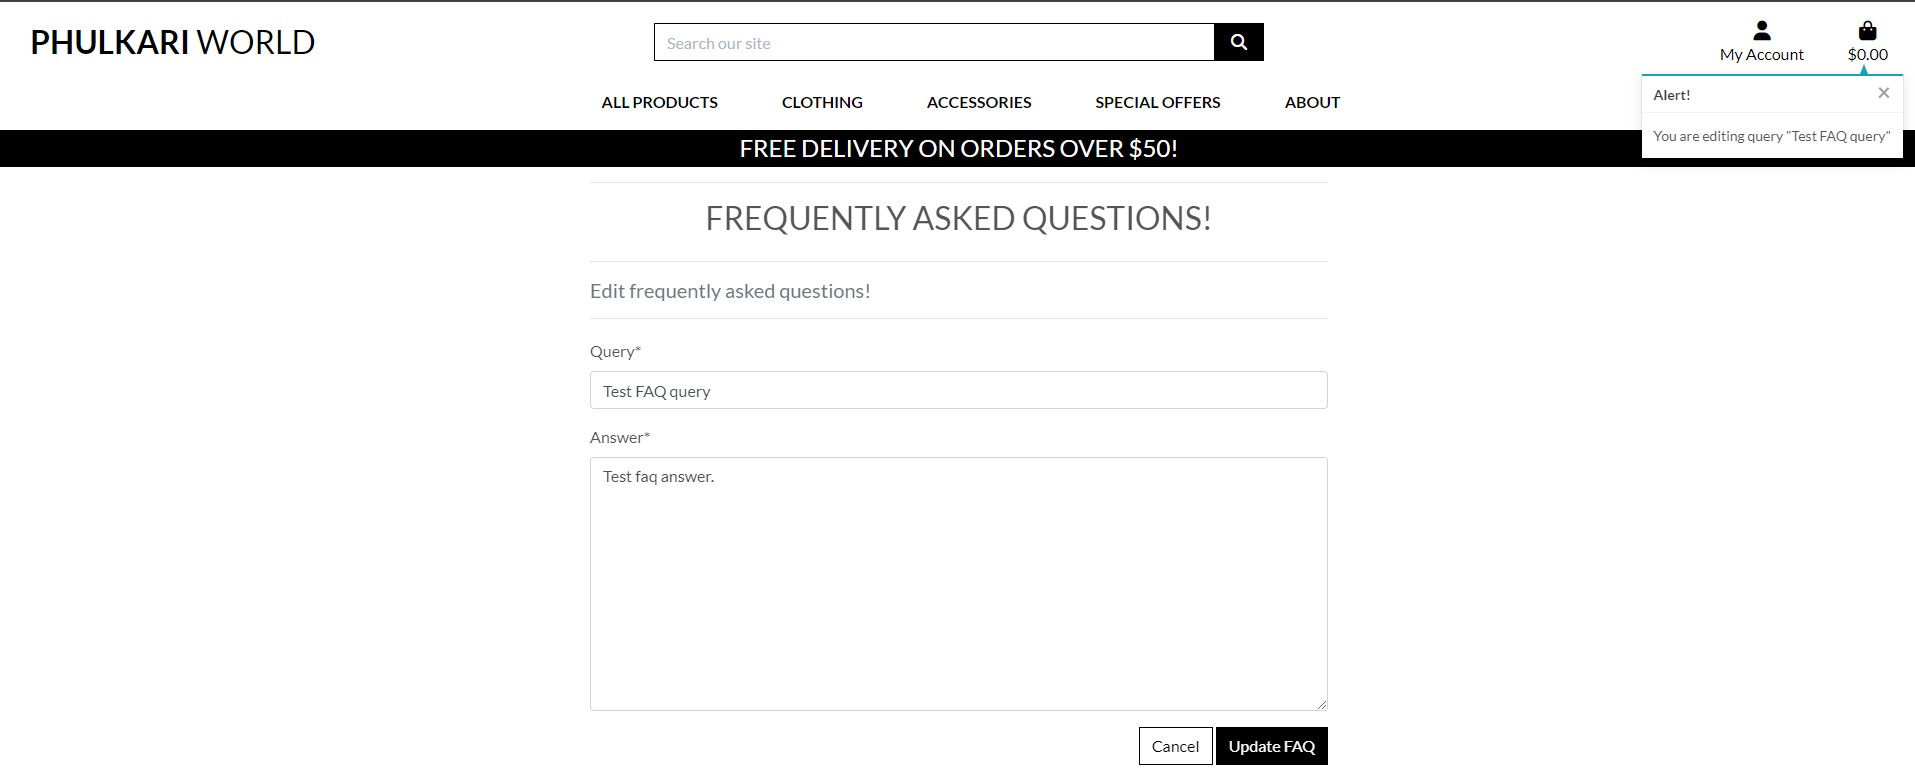 PHULKARI WORLD
Search our site
My Account
$0.00
ALL PRODUCTS
CLOTHING
ACCESSORIES
SPECIAL OFFERS
ABOUT
Alert!
You are editing query "Test FAQ query"
FREE DELIVERY ON ORDERS OVER $50!
FREQUENTLY ASKED QUESTIONS!
Edit frequently asked questions!
Query*
Test FAQ query
Answer*
Test faq answer.
Cancel
Update FAQ